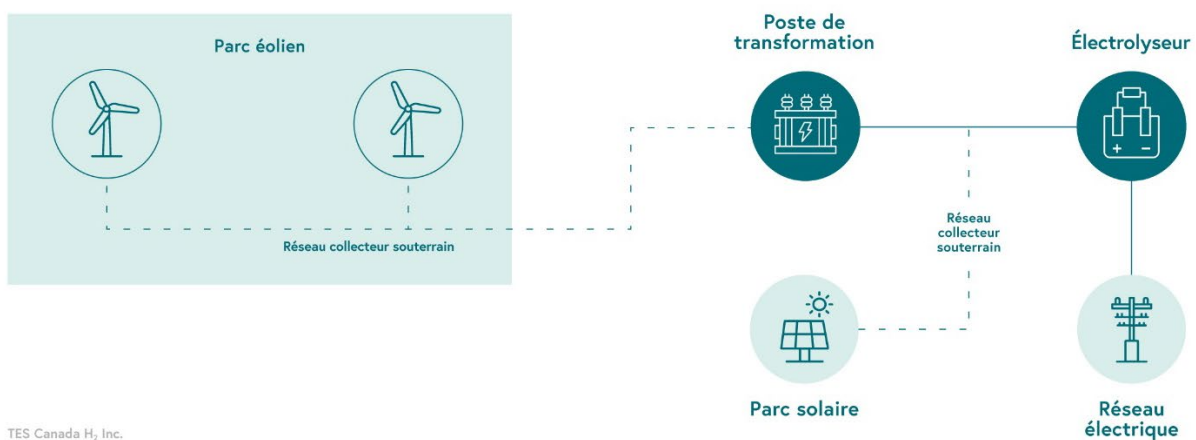 Parc éolien
Réseau collecteur souterrain
Poste de
transformation
Électrolyseur
+ −
Réseau
collecteur
souterrain
Parc solaire
Réseau
électrique
TES Canada H₂ Inc.